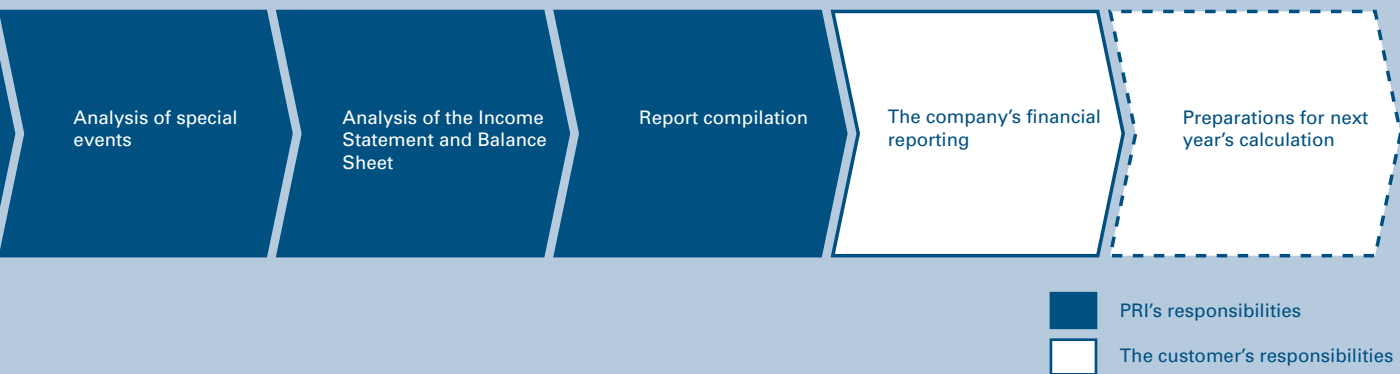 Analysis of special
events
Analysis of the Income
Statement and Balance
Sheet
Report compilation
The company's financial
reporting
Preparations for next
year's calculation
PRI's responsibilities
The customer's responsibilities